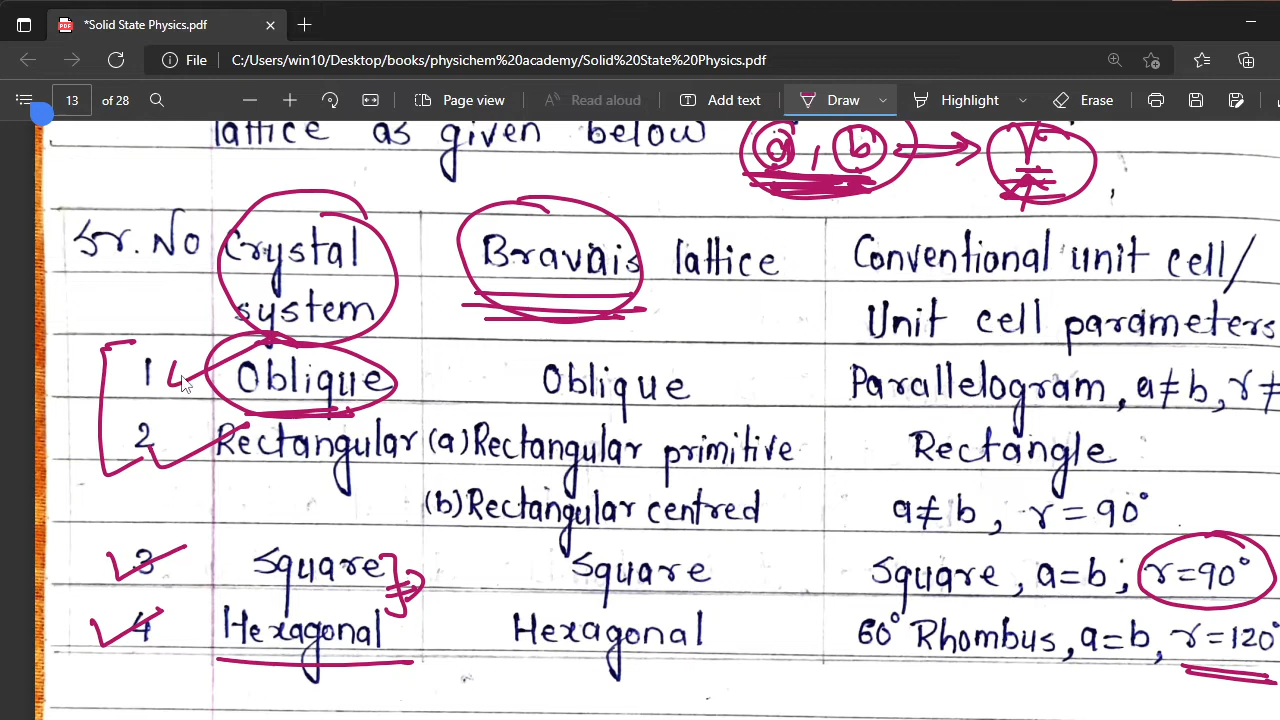 *Solid State Physics.pdf
File C:/Users/win10/Desktop/books/physichem%20academy/Solid%20State%20Physics.pdf
13 of 28 Page view Read aloud Add text Draw Highlight Erase
lattice as given below a, b → r
Sr. No Crystal system Bravais lattice Conventional unit cell/ Unit cell parameters
1 Oblique Oblique Parallelogram, a≠b, r≠
2 Rectangular (a) Rectangular primitive Rectangle
(b) Rectangular centred a≠b, r=90°
3 Square Square Square, a=b; r=90°
4 Hexagonal Hexagonal 60° Rhombus, a=b, r=120°